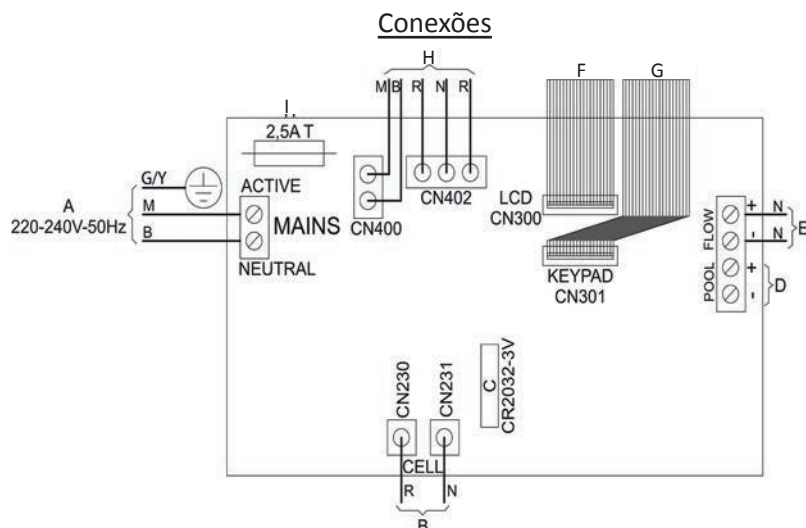 Conexões
H
F
G
M B R N R
I.
2,5A T
G/Y
ACTIVE
A
220-240V-50Hz
M
MAINS
B
NEUTRAL
CN400
CN402
LCD
CN300
KEYPAD
CN301
FLOW
+ N
- N
E
POOL
+
-
D
CN230
CN231
C
CR2032-3V
CELL
R N
B